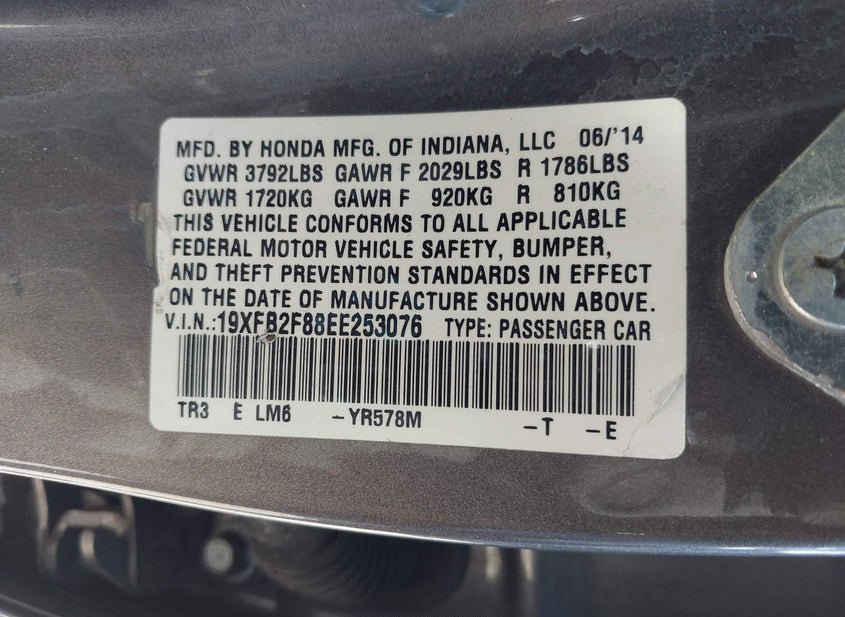 MFD. BY HONDA MFG. OF INDIANA, LLC 06/'14
GVWR 3792LBS GAWR F 2029LBS R 1786LBS
GVWR 1720KG GAWR F 920KG R 810KG
THIS VEHICLE CONFORMS TO ALL APPLICABLE
FEDERAL MOTOR VEHICLE SAFETY, BUMPER,
AND THEFT PREVENTION STANDARDS IN EFFECT
ON THE DATE OF MANUFACTURE SHOWN ABOVE.
V.I.N.:19XFB2F88EE253076 TYPE: PASSENGER CAR
TR3 E LM6 -YR578M -T -E